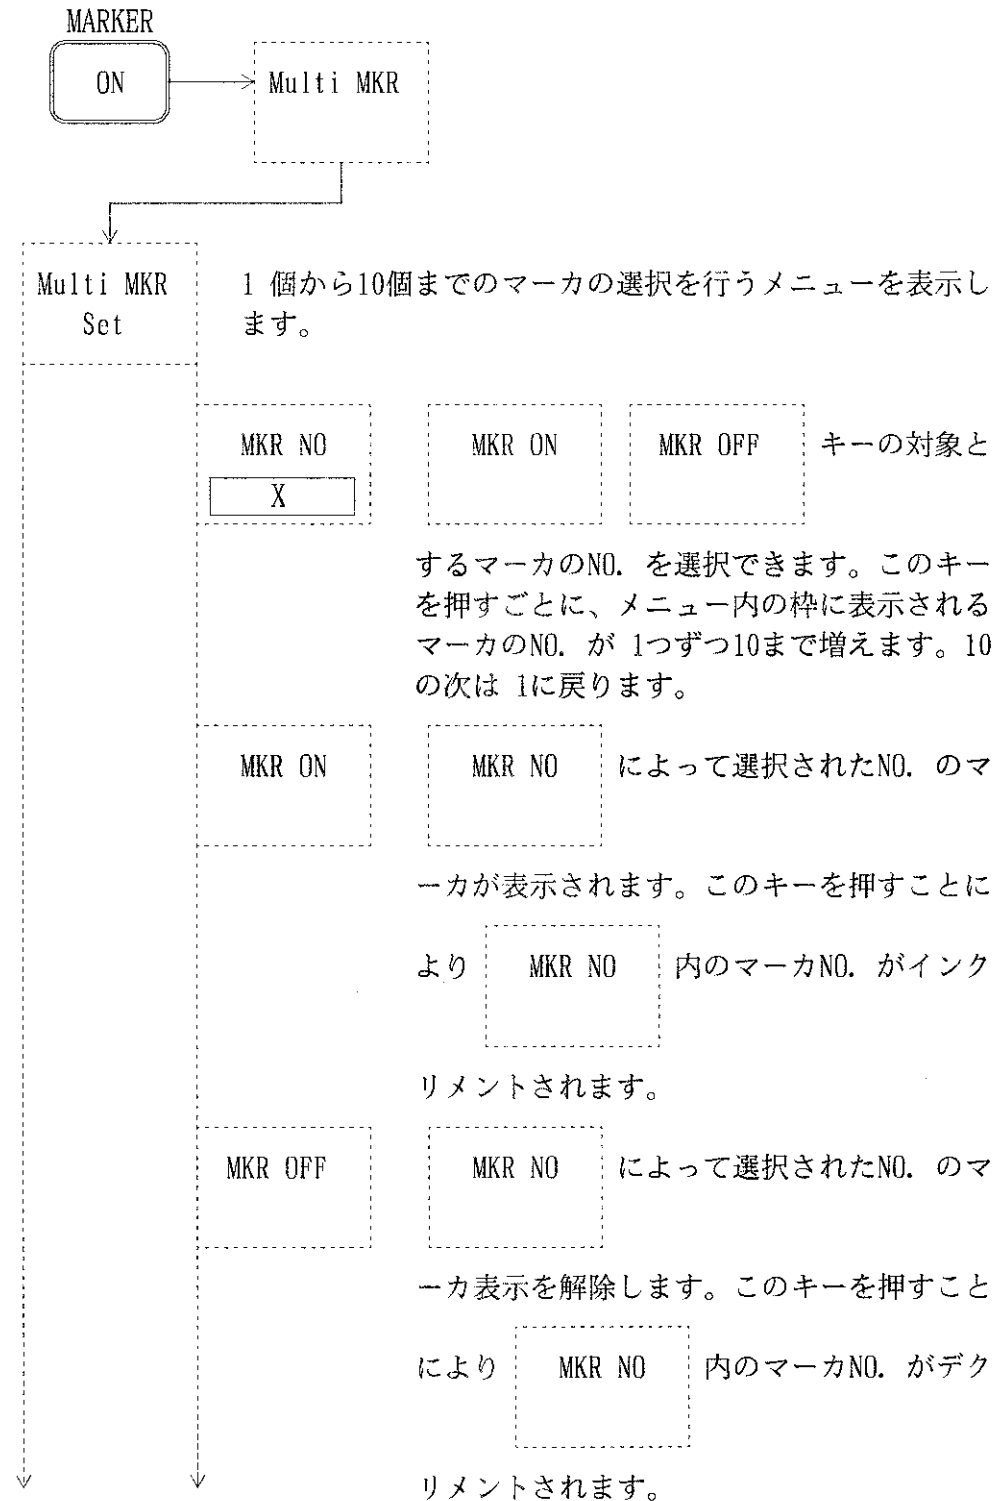 MARKER
ON
Multi MKR
Multi MKR
Set
1 個から10個までのマーカの選択を行うメニューを表示し
ます。
MKR NO
X
MKR ON MKR OFF キーの対象と
するマーカのNO. を選択できます。このキー
を押すごとに、メニュー内の枠に表示される
マーカのNO. が 1つずつ10まで増えます。10
の次は 1に戻ります。
MKR ON
MKR NO によって選択されたNO. のマ
ーカが表示されます。このキーを押すことに
より MKR NO 内のマーカNO. がインク
リメントされます。
MKR OFF
MKR NO によって選択されたNO. のマ
ーカ表示を解除します。このキーを押すこと
により MKR NO 内のマーカNO. がデク
リメントされます。